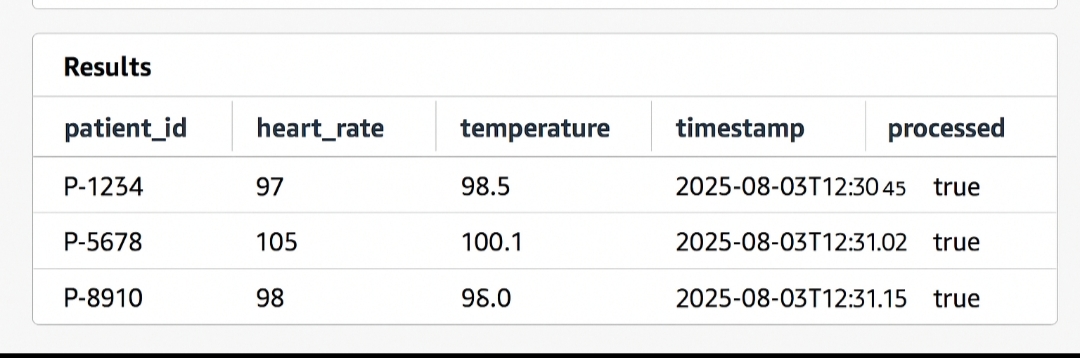 Results
patient_id heart_rate temperature timestamp processed
P-1234 97 98.5 2025-08-03T12:30 45 true
P-5678 105 100.1 2025-08-03T12:31.02 true
P-8910 98 98.0 2025-08-03T12:31.15 true